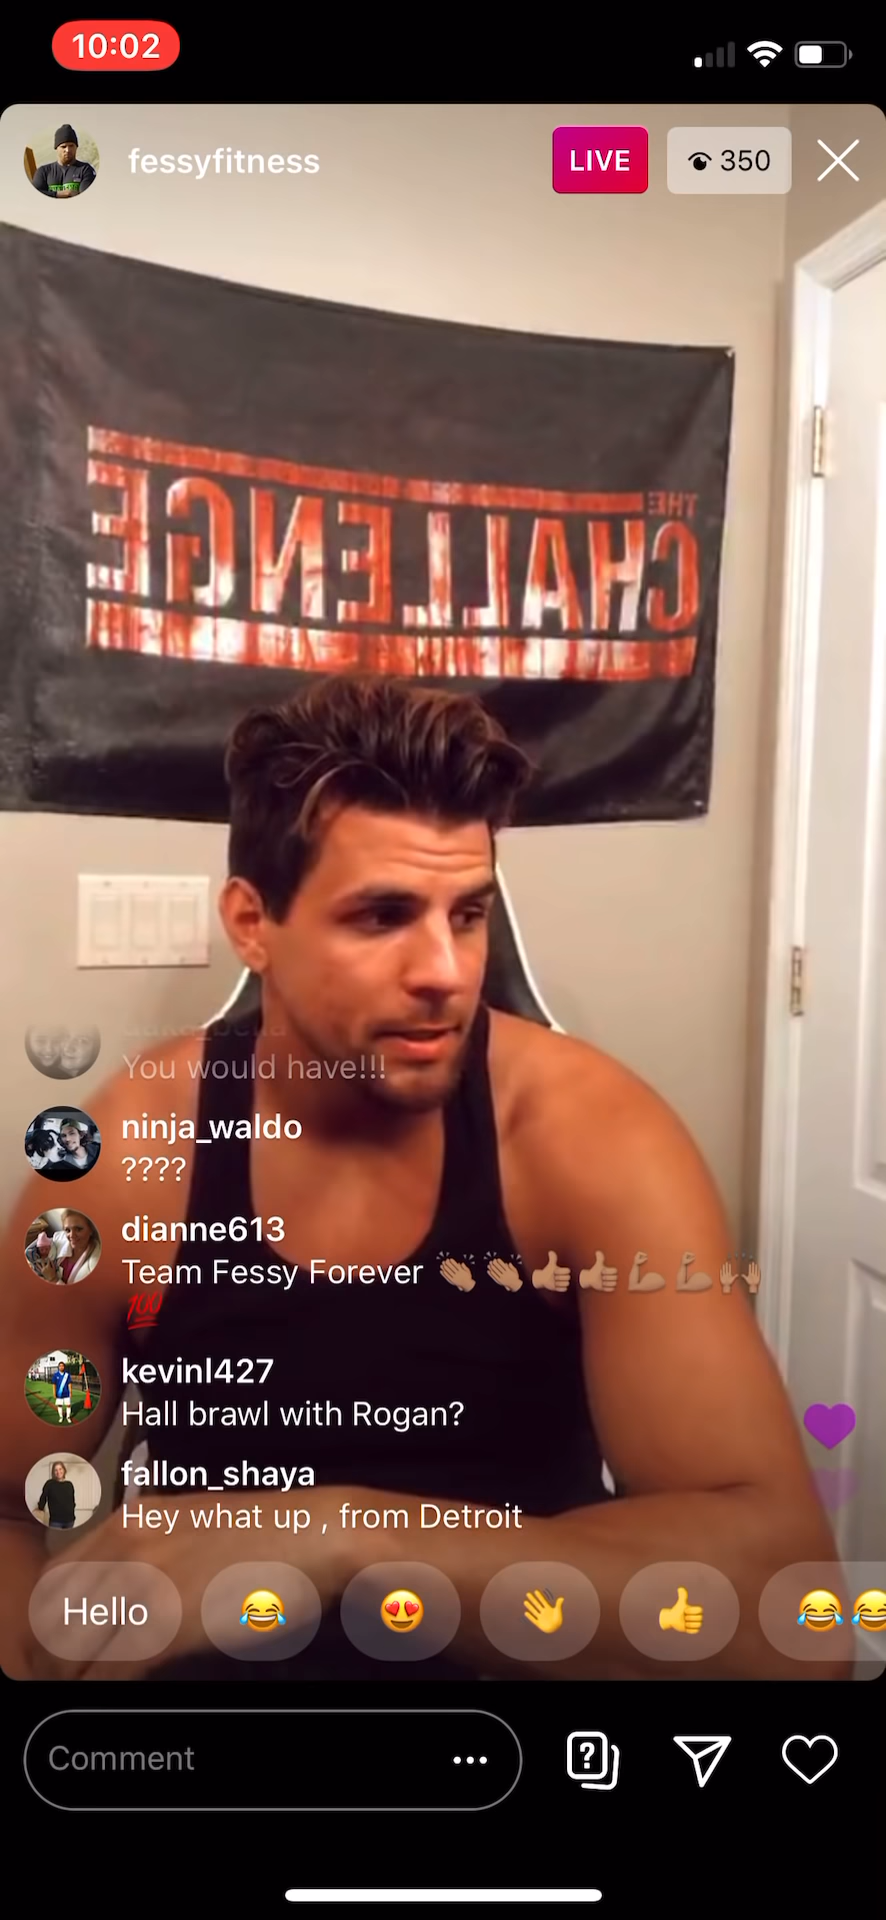 10:02
fessyfitness
LIVE
350
THE
CHALLENGE
You would have!!!
ninja_waldo
????
dianne613
Team Fessy Forever 👏🏼👏🏼👍🏼👍🏼💪🏼💪🏼🙌🏼
💯
kevinl427
Hall brawl with Rogan?
fallon_shaya
Hey what up , from Detroit
Hello
Comment